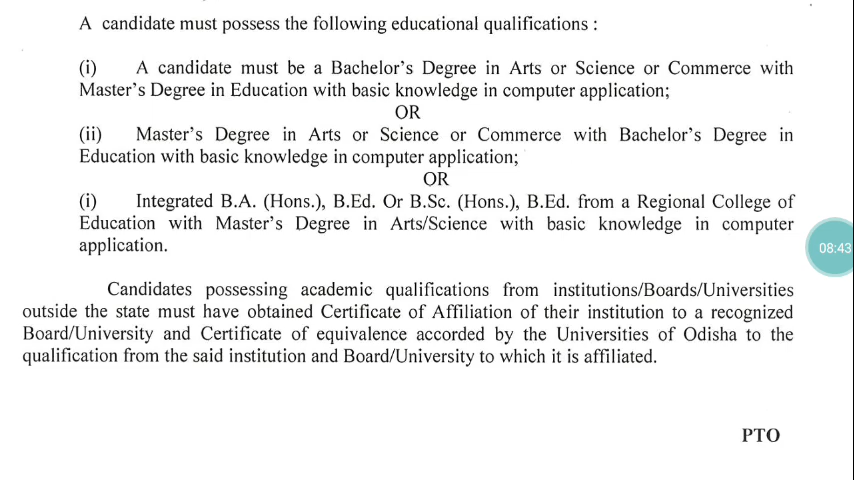 A candidate must possess the following educational qualifications :
(i) A candidate must be a Bachelor's Degree in Arts or Science or Commerce with
Master's Degree in Education with basic knowledge in computer application;
OR
(ii) Master's Degree in Arts or Science or Commerce with Bachelor's Degree in
Education with basic knowledge in computer application;
OR
(i) Integrated B.A. (Hons.), B.Ed. Or B.Sc. (Hons.), B.Ed. from a Regional College of
Education with Master's Degree in Arts/Science with basic knowledge in computer
application.
08:43
Candidates possessing academic qualifications from institutions/Boards/Universities
outside the state must have obtained Certificate of Affiliation of their institution to a recognized
Board/University and Certificate of equivalence accorded by the Universities of Odisha to the
qualification from the said institution and Board/University to which it is affiliated.
PTO